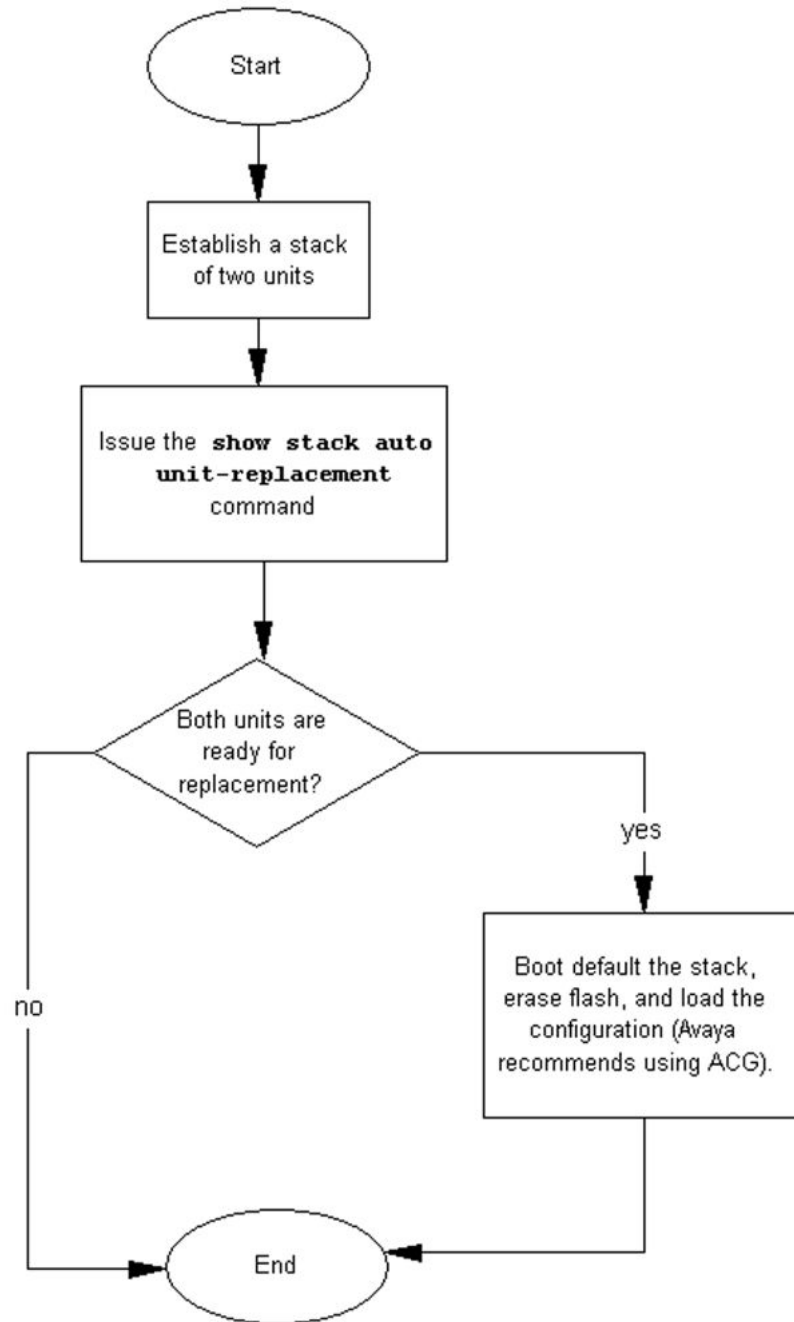 Start
Establish a stack
of two units
Issue the show stack auto
unit-replacement
command
Both units are
ready for
replacement?
yes
no
Boot default the stack,
erase flash, and load the
configuration (Avaya
recommends using ACG).
End